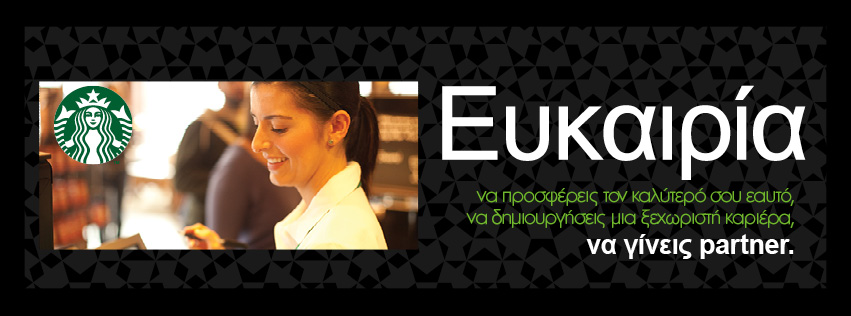 Ευκαιρία
να προσφέρεις τον καλύτερό σου εαυτό,
να δημιουργήσεις μια ξεχωριστή καριέρα,
να γίνεις partner.